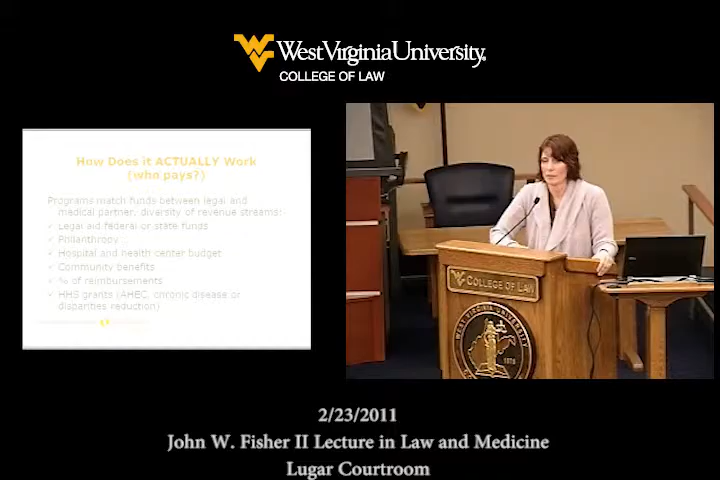 WestVirginiaUniversity.
COLLEGE OF LAW
How Does it ACTUALLY Work
(who pays?)
Programs match funds between legal and
medical partner, diversity of revenue streams:-
✓ Legal aid federal or state funds
✓ Philanthropy
✓ Hospital and health center budget
✓ Community benefits
✓ % of reimbursements
✓ HHS grants (AHEC, chronic disease or
disparities reduction)
COLLEGE OF LAW
WEST VIRGINIA UNIVERSITY
1878
2/23/2011
John W. Fisher II Lecture in Law and Medicine
Lugar Courtroom